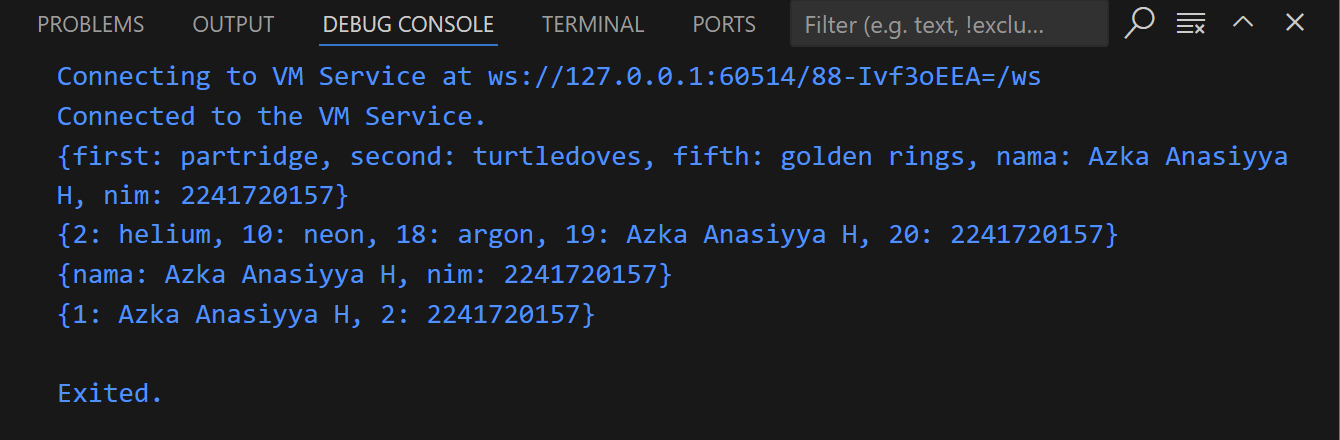 PROBLEMS OUTPUT DEBUG CONSOLE TERMINAL PORTS Filter (e.g. text, !exclu...
Connecting to VM Service at ws://127.0.0.1:60514/88-Ivf3oEEA=/ws
Connected to the VM Service.
{first: partridge, second: turtledoves, fifth: golden rings, nama: Azka Anasiyya
H, nim: 2241720157}
{2: helium, 10: neon, 18: argon, 19: Azka Anasiyya H, 20: 2241720157}
{nama: Azka Anasiyya H, nim: 2241720157}
{1: Azka Anasiyya H, 2: 2241720157}
Exited.